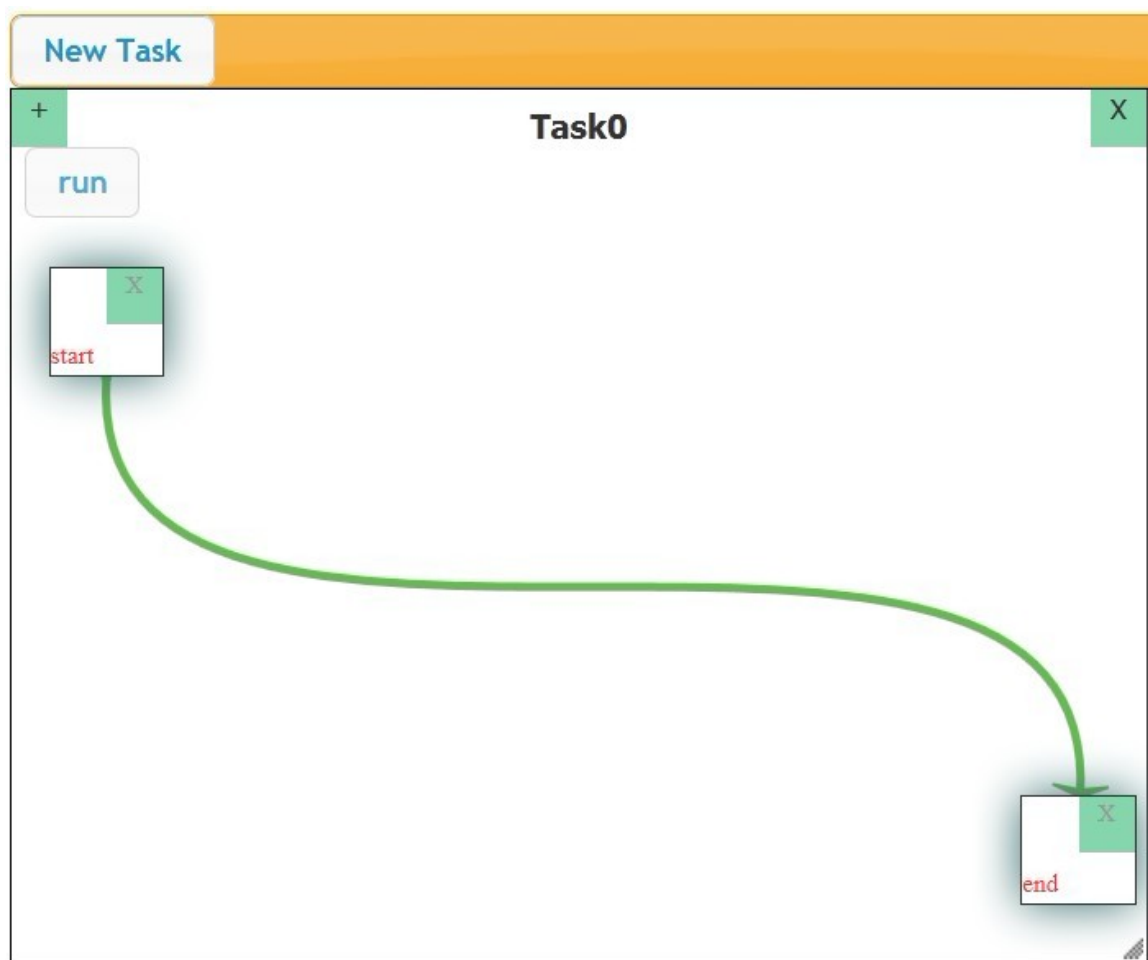 New Task
+
Task0
X
run
X
start
X
end